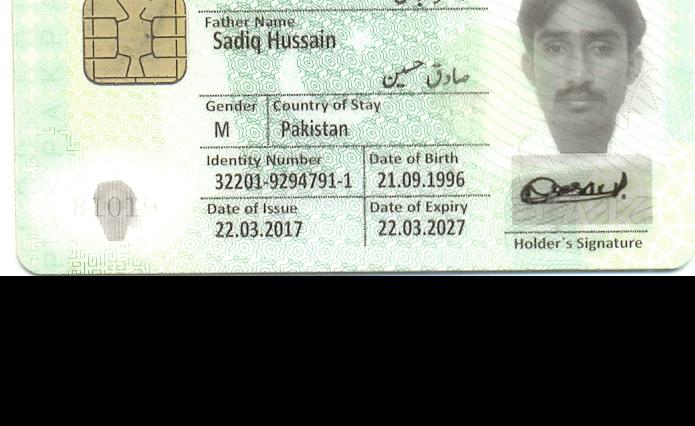 Father Name
Sadiq Hussain
صادق حسین
Gender Country of Stay
M Pakistan
Identity Number Date of Birth
32201-9294791-1 21.09.1996
Date of Issue Date of Expiry
22.03.2017 22.03.2027
Holder's Signature